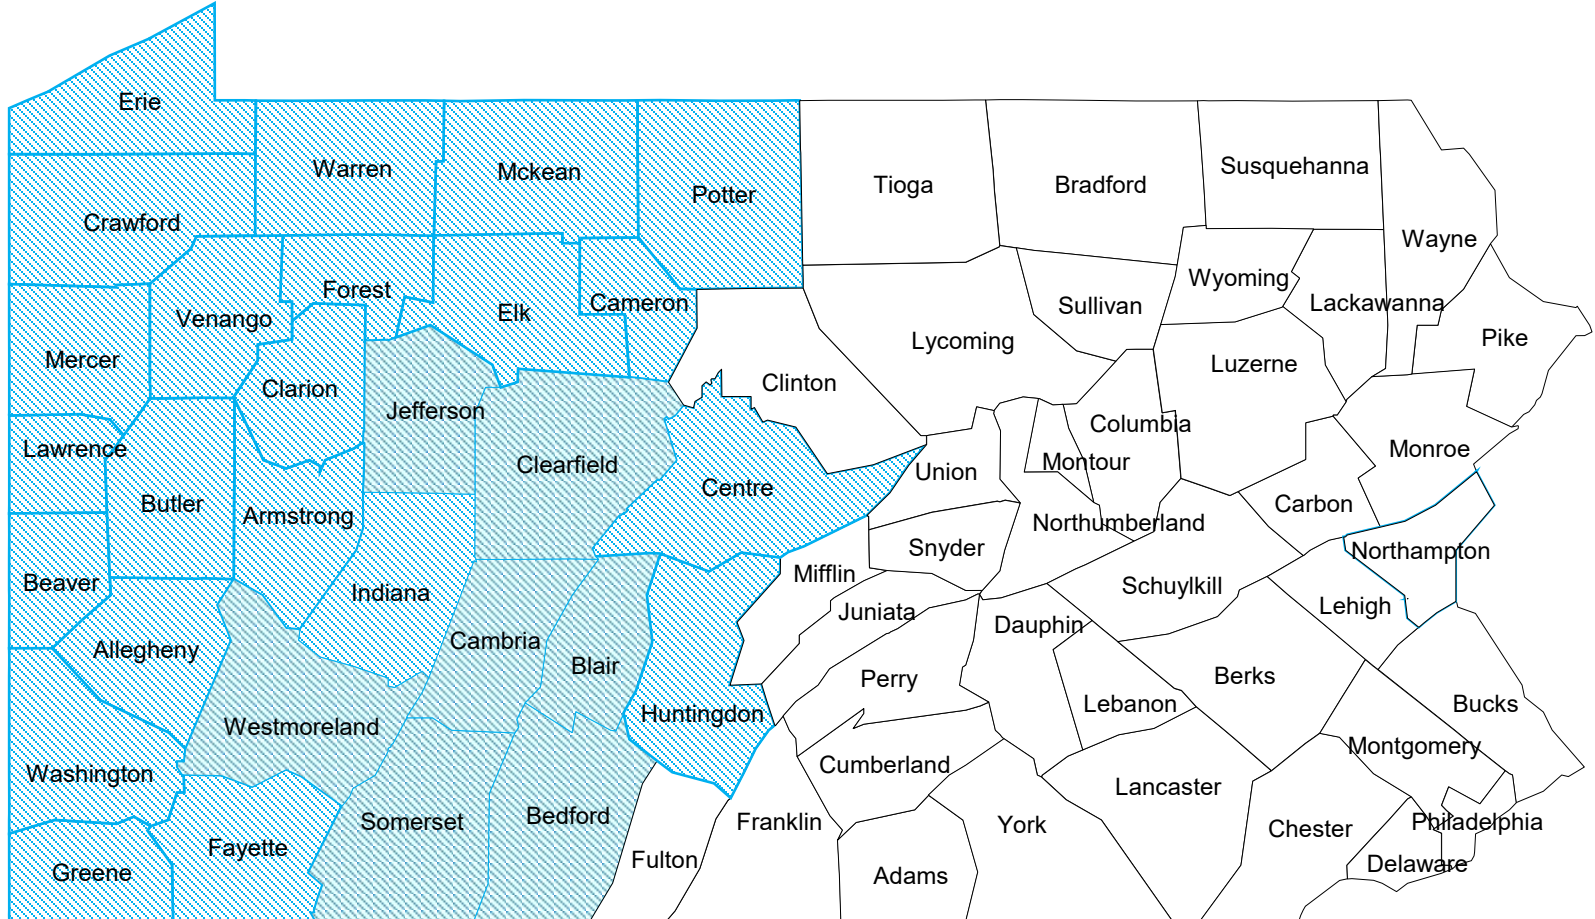 Erie
Warren
Mckean
Potter
Tioga
Bradford
Susquehanna
Wayne
Crawford
Venango
Forest
Elk
Cameron
Sullivan
Wyoming
Lackawanna
Pike
Mercer
Clarion
Jefferson
Clinton
Lycoming
Luzerne
Columbia
Lawrence
Butler
Armstrong
Clearfield
Centre
Union
Montour
Monroe
Carbon
Northumberland
Northampton
Snyder
Beaver
Indiana
Mifflin
Juniata
Schuylkill
Lehigh
Allegheny
Cambria
Blair
Dauphin
Perry
Berks
Huntingdon
Lebanon
Bucks
Westmoreland
Washington
Cumberland
Montgomery
Lancaster
Somerset
Bedford
Franklin
York
Chester
Philadelphia
Greene
Fayette
Fulton
Adams
Delaware